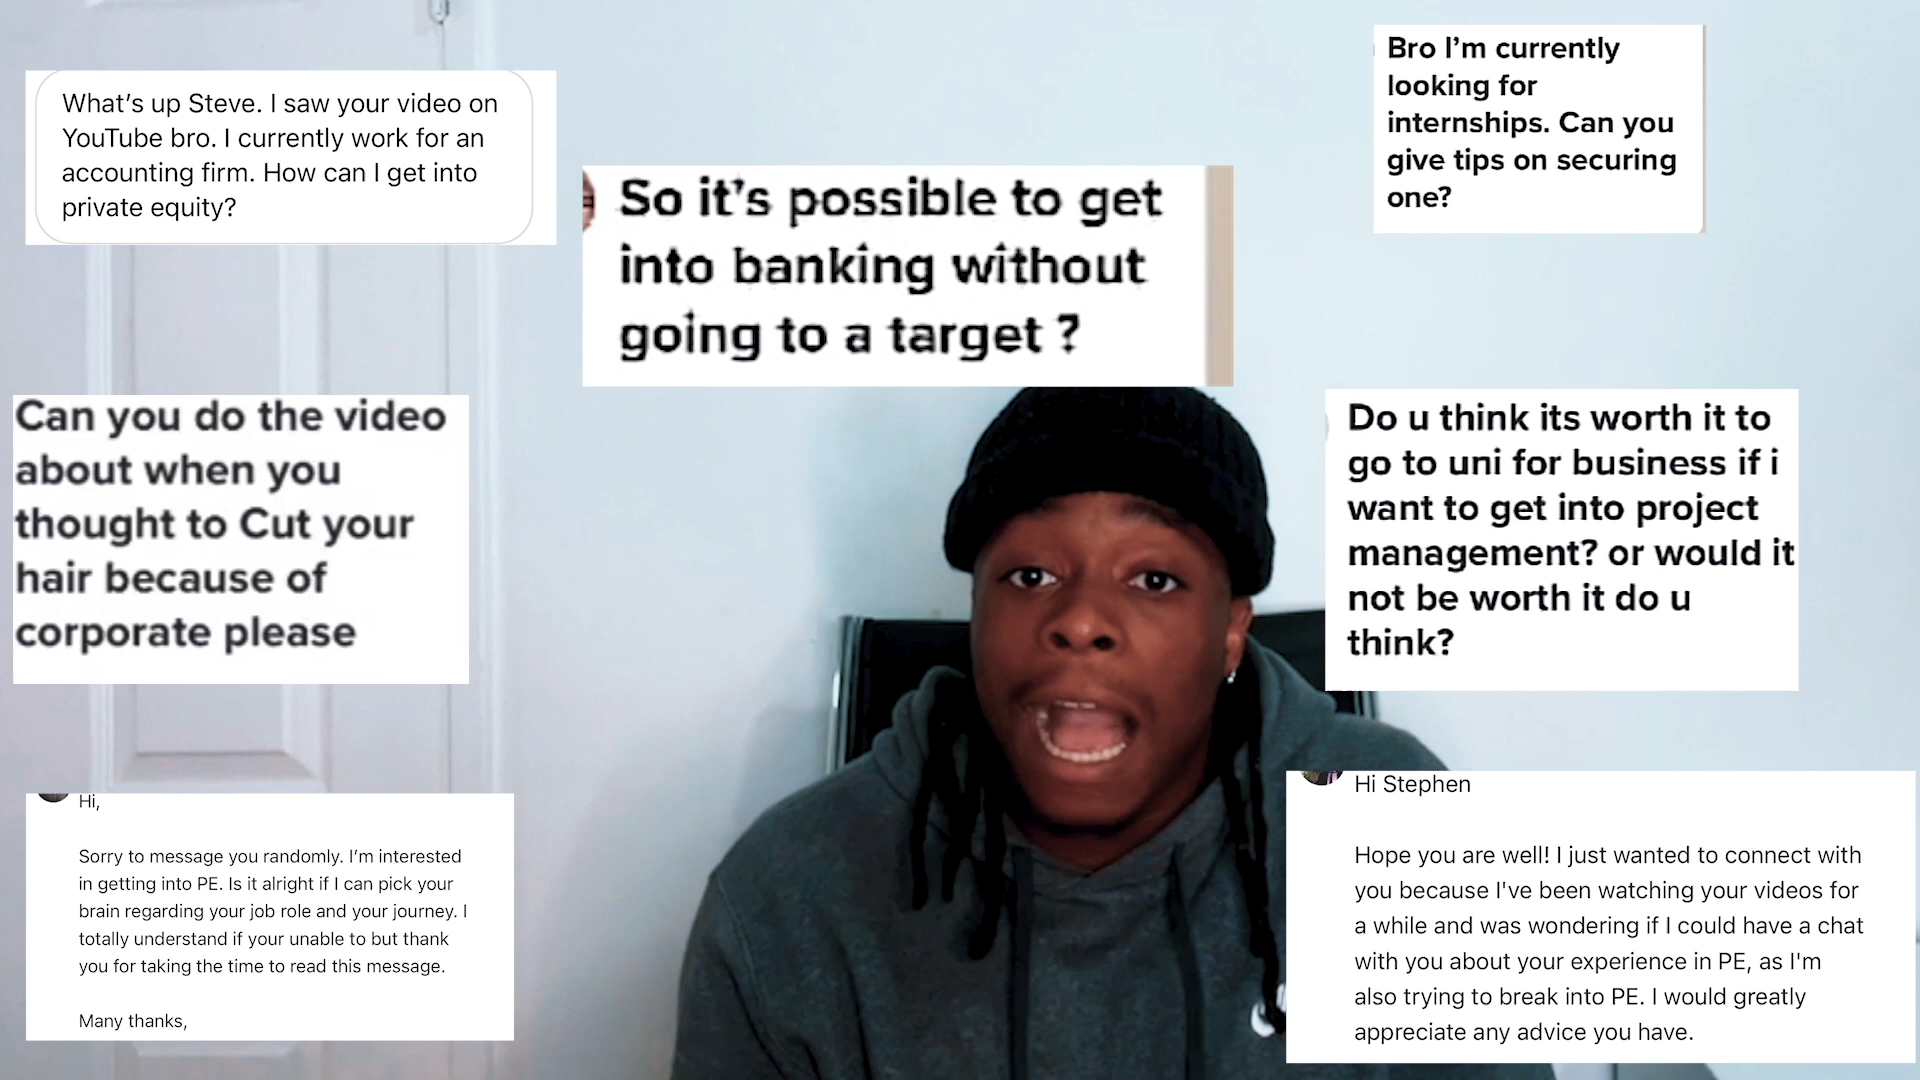 What's up Steve. I saw your video on
YouTube bro. I currently work for an
accounting firm. How can I get into
private equity?
So it's possible to get
into banking without
going to a target ?
Bro I'm currently
looking for
internships. Can you
give tips on securing
one?
Can you do the video
about when you
thought to Cut your
hair because of
corporate please
Do u think its worth it to
go to uni for business if i
want to get into project
management? or would it
not be worth it do u
think?
Hi,
Sorry to message you randomly. I'm interested
in getting into PE. Is it alright if I can pick your
brain regarding your job role and your journey. I
totally understand if your unable to but thank
you for taking the time to read this message.
Many thanks,
Hi Stephen
Hope you are well! I just wanted to connect with
you because I've been watching your videos for
a while and was wondering if I could have a chat
with you about your experience in PE, as I'm
also trying to break into PE. I would greatly
appreciate any advice you have.